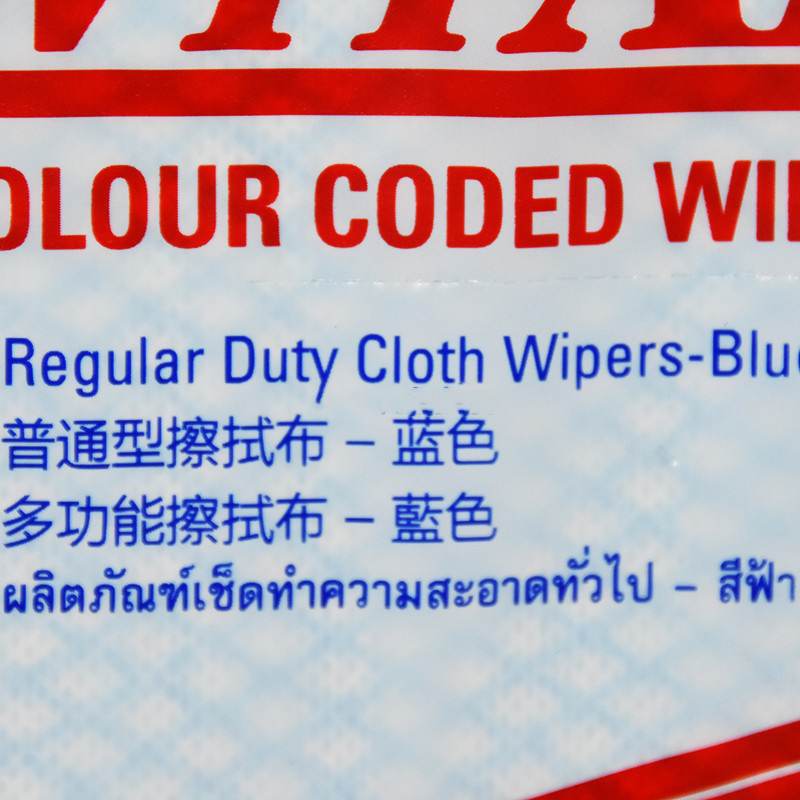 OLOUR CODED WI
Regular Duty Cloth Wipers-Blue
普通型擦拭布 – 蓝色
多功能擦拭布 – 藍色
ผลิตภัณฑ์เช็ดทำความสะอาดทั่วไป – สีฟ้า